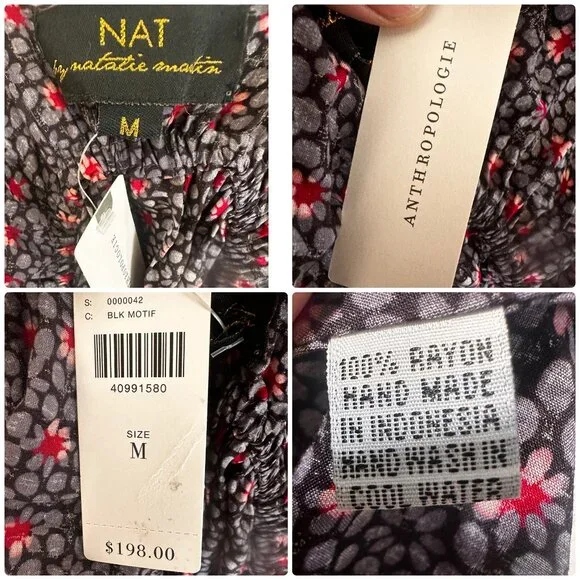 NAT
by natalie martin
M
ANTHROPOLOGIE
S: 0000042
C: BLK MOTIF
40991580
SIZE
M
$198.00
100% RAYON
HAND MADE
IN INDONESIA
HAND WASH IN
COOL WATER